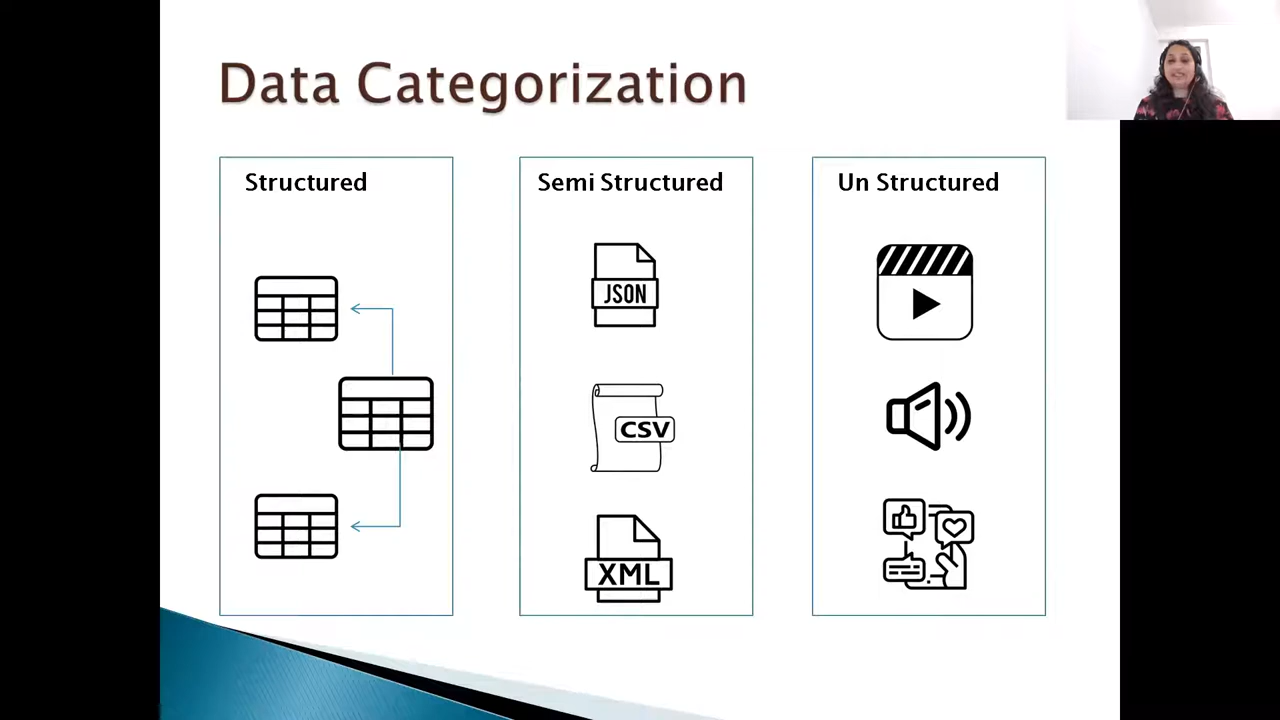 Data Categorization
Structured
Semi Structured
Un Structured
JSON
CSV
XML